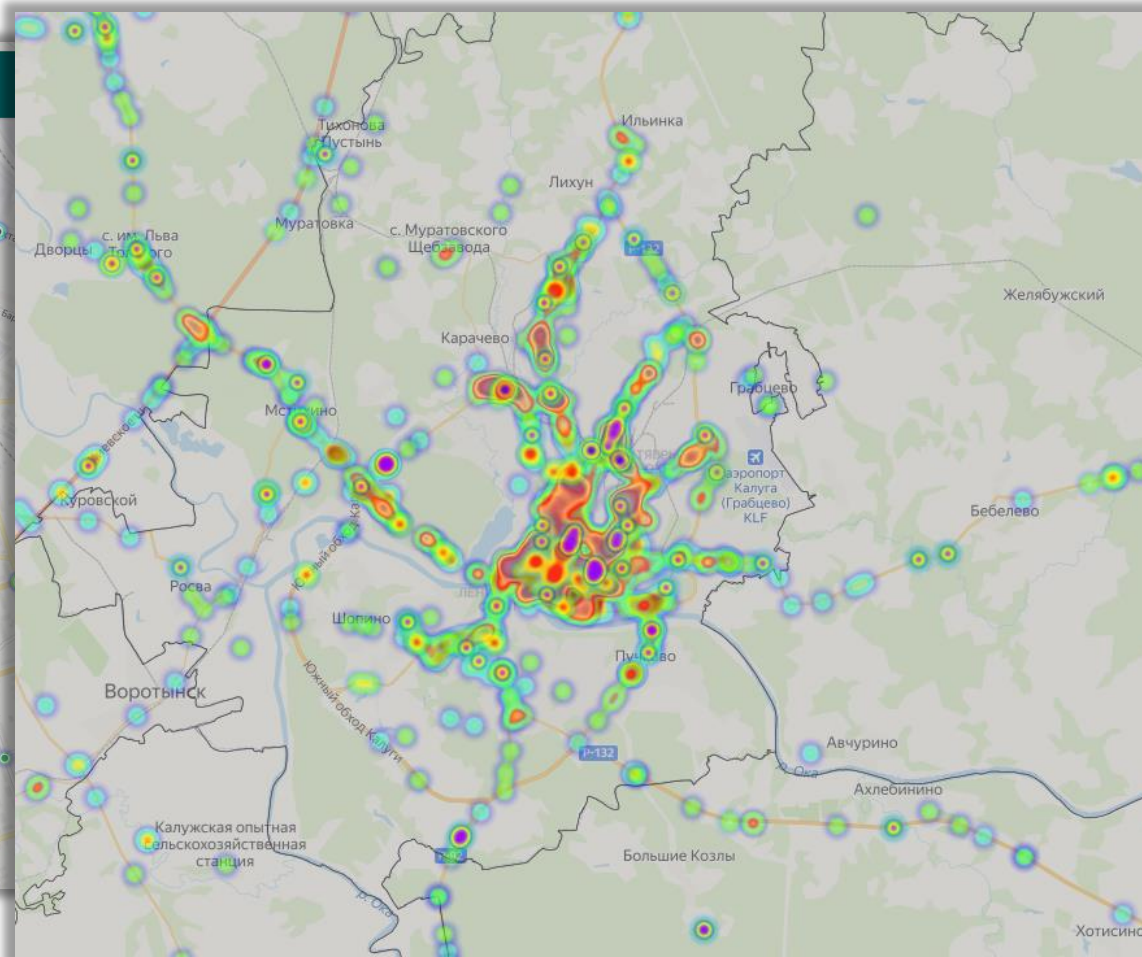 Ильинка
Тихонова
Пустынь
Лихун
Муратовка
с. Муратовского
Щебзавода
с. им. Льва
Толстого
Дворцы
Р-132
Желябужский
Карачево
Грабцево
Мстихино
аэропорт
Калуга
(Грабцево)
KLF
Куровской
Бебелево
Росва
Шопино
Пучково
Воротынск
Южный обход Калуги
Р-132
Авчурино
р. Ока
Ахлебинино
Калужская опытная
сельскохозяйственная
станция
Большие Козлы
р. Ока
Хотисино